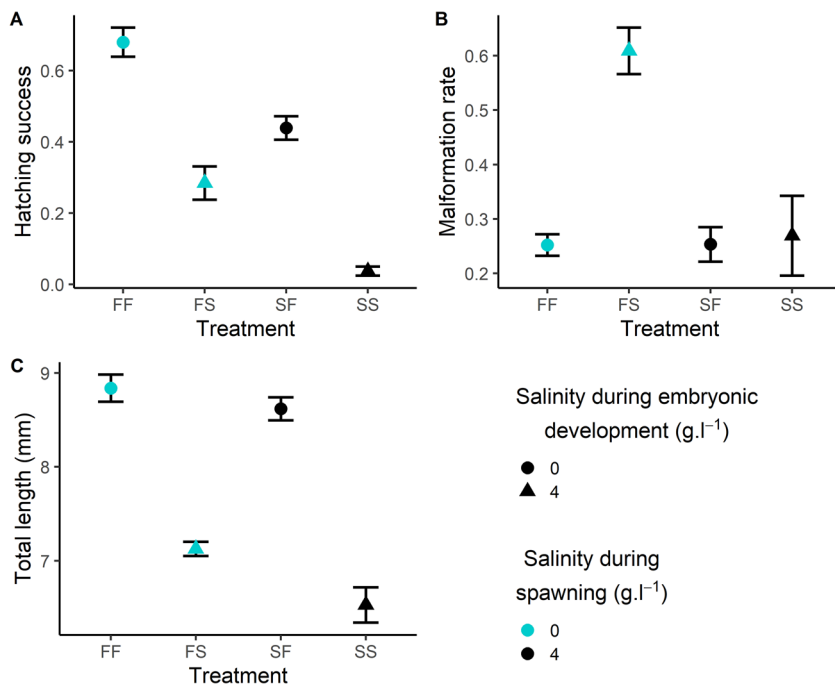 A
Hatching success
0.6
0.4
0.2
0.0
FF
FS
SF
SS
Treatment
B
Malformation rate
0.6
0.5
0.4
0.3
0.2
FF
FS
SF
SS
Treatment
C
Total length (mm)
9
8
7
FF
FS
SF
SS
Treatment
Salinity during embryonic
development (g.l⁻¹)
0
4
Salinity during
spawning (g.l⁻¹)
0
4